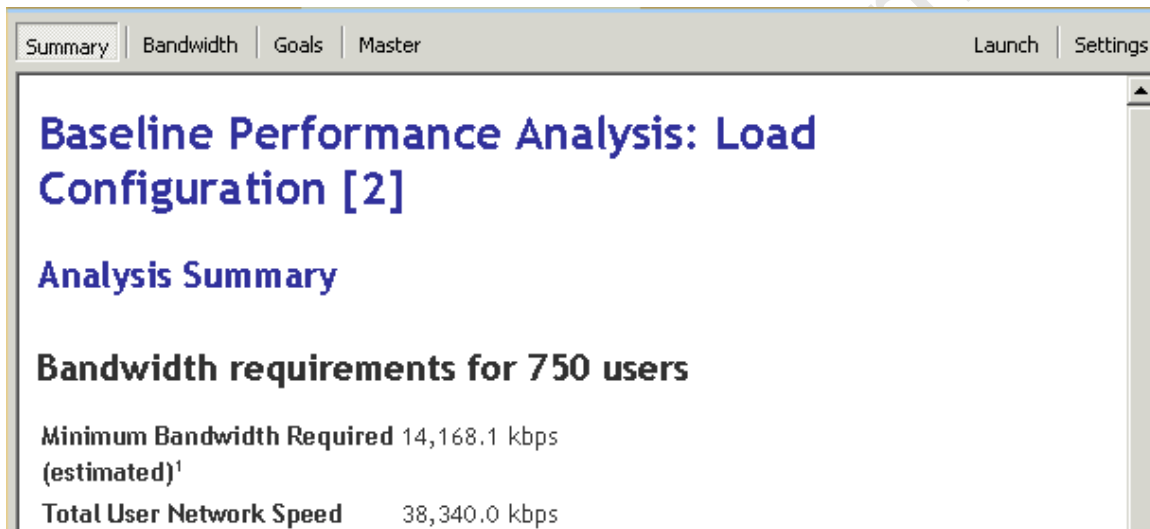 Summary Bandwidth Goals Master Launch Settings
Baseline Performance Analysis: Load
Configuration [2]
Analysis Summary
Bandwidth requirements for 750 users
Minimum Bandwidth Required 14,168.1 kbps
(estimated)¹
Total User Network Speed 38,340.0 kbps